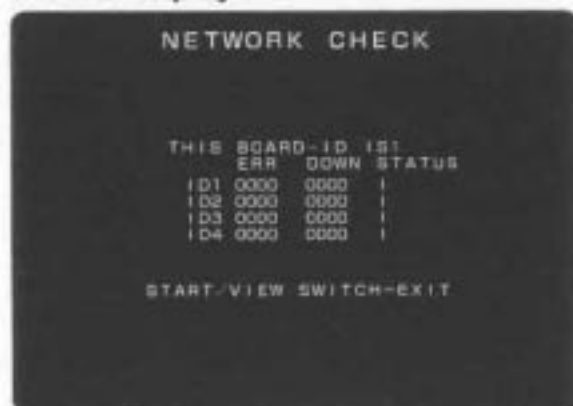 NETWORK CHECK
THIS BOARD-ID IS1
ERR DOWN STATUS
ID1 0000 0000 I
ID2 0000 0000 I
ID3 0000 0000 I
ID4 0000 0000 I
START/VIEW SWITCH-EXIT